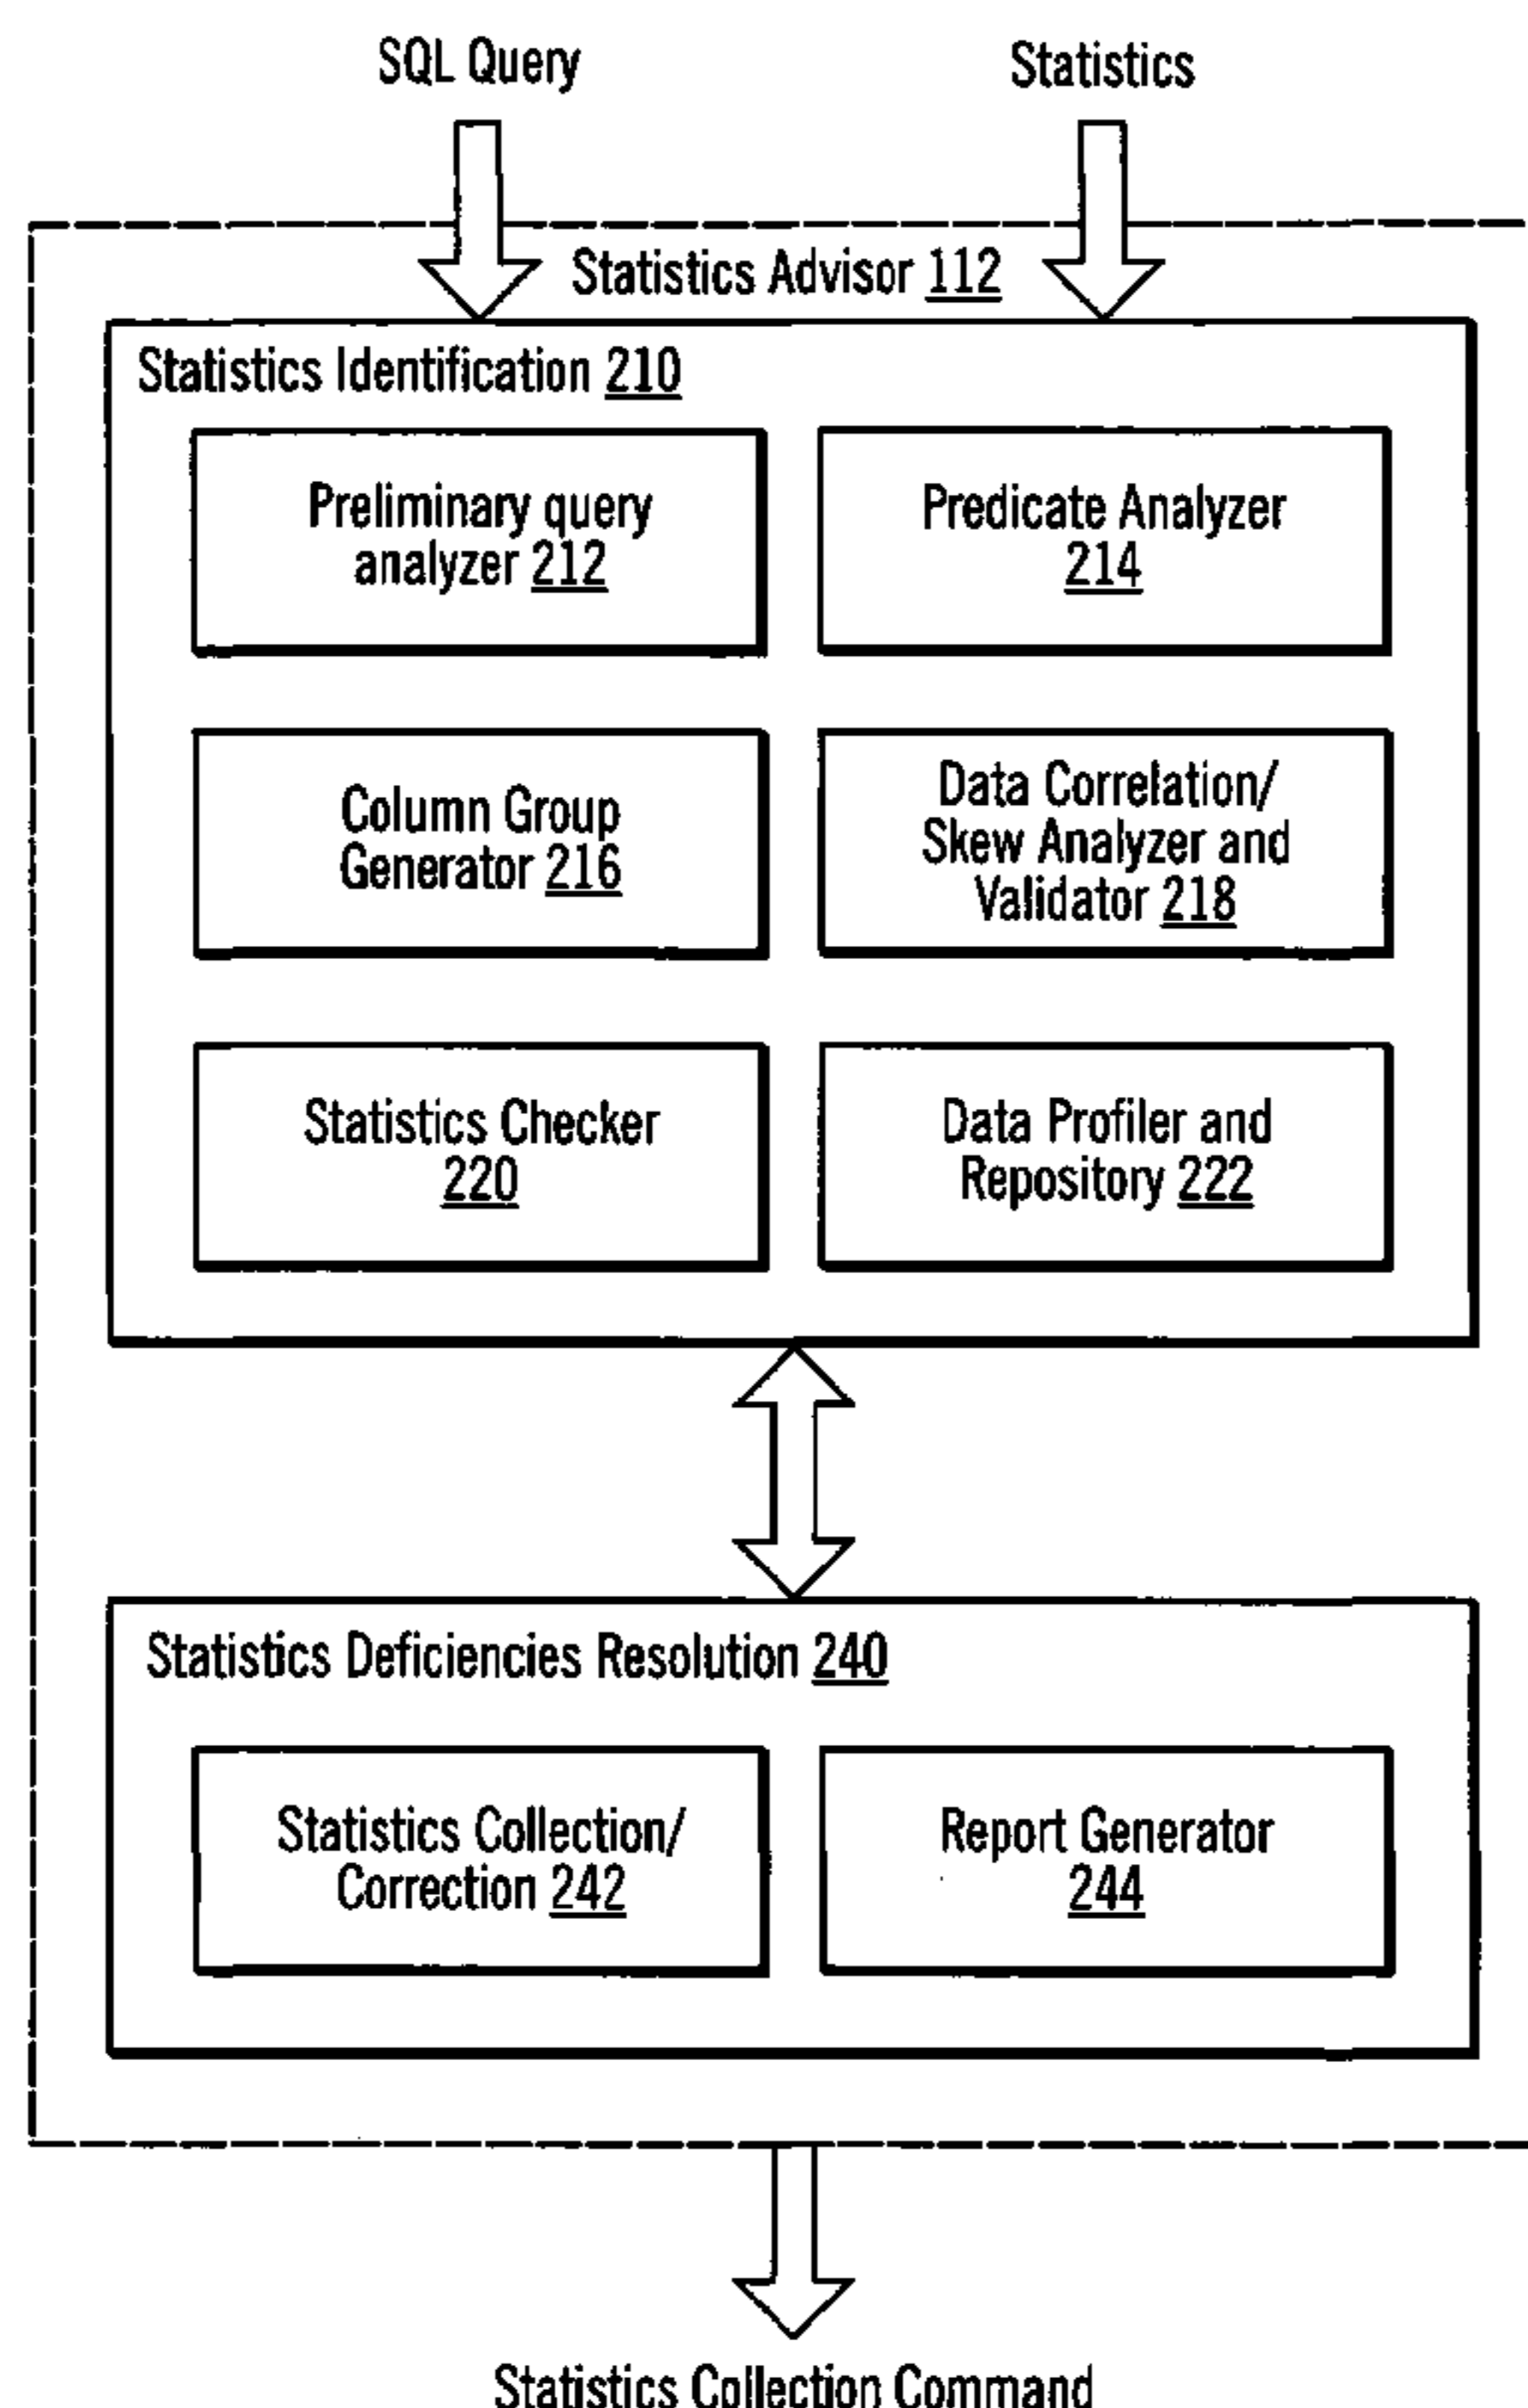 SQL Query
Statistics
Statistics Advisor 112
Statistics Identification 210
Preliminary query
analyzer 212
Predicate Analyzer
214
Column Group
Generator 216
Data Correlation/
Skew Analyzer and
Validator 218
Statistics Checker
220
Data Profiler and
Repository 222
Statistics Deficiencies Resolution 240
Statistics Collection/
Correction 242
Report Generator
244
Statistics Collection Command